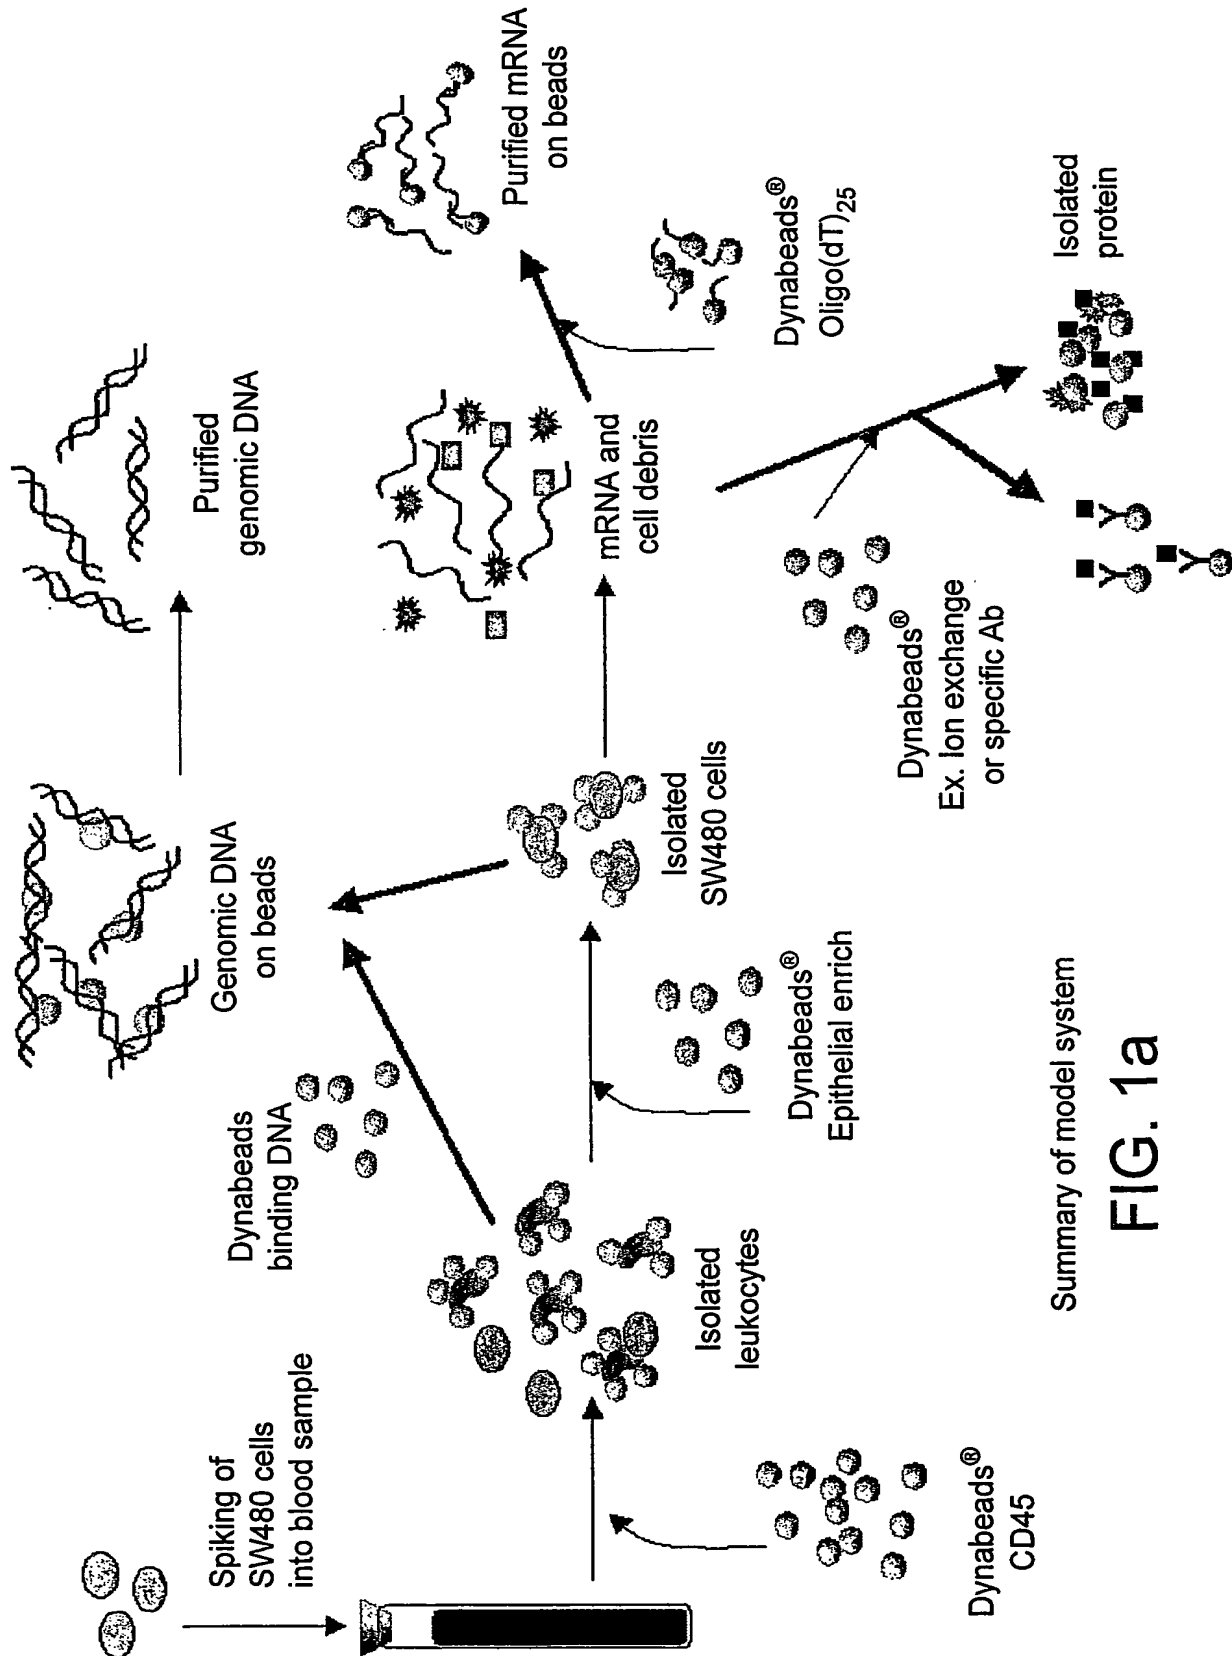 Spiking of
SW480 cells
into blood sample
Dynabeads®
CD45
Isolated
leukocytes
Dynabeads
binding DNA
Dynabeads®
Epithelial enrich
Isolated
SW480 cells
Genomic DNA
on beads
Purified
genomic DNA
mRNA and
cell debris
Dynabeads®
Oligo(dT)25
Purified mRNA
on beads
Dynabeads®
Ex. Ion exchange
or specific Ab
Isolated
protein
Summary of model system
FIG. 1a